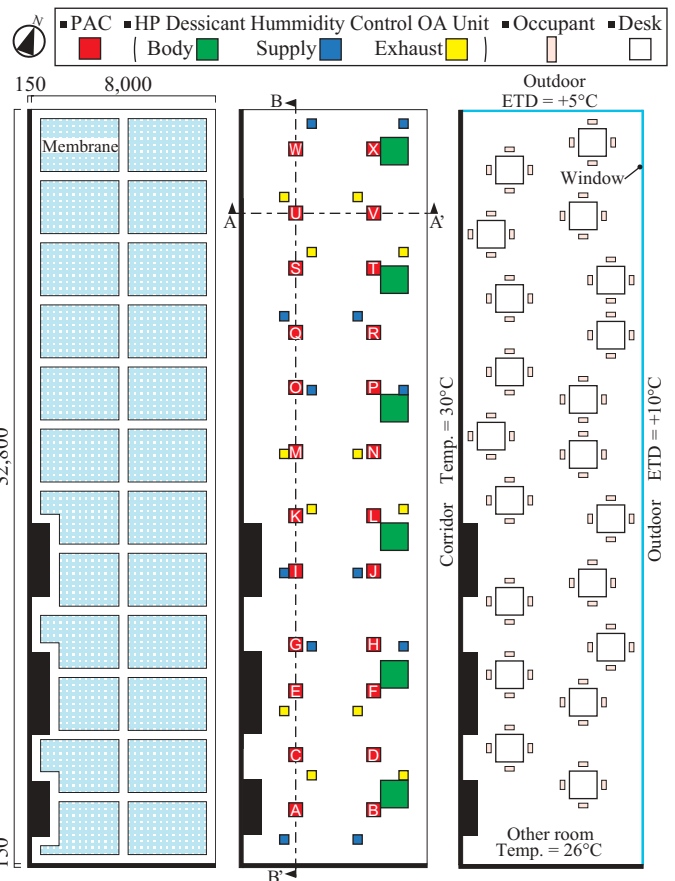 N
▪PAC ▪HP Dessicant Hummidity Control OA Unit ▪Occupant ▪Desk
( Body Supply Exhaust )
150 8,000
Membrane
150
B
W X
A U V A'
S T
Q R
O P
M N
K L
I J
G H
E F
C D
A B
B'
Corridor Temp. = 30°C
Outdoor
ETD = +5°C
Window
Outdoor ETD = +10°C
Other room
Temp. = 26°C